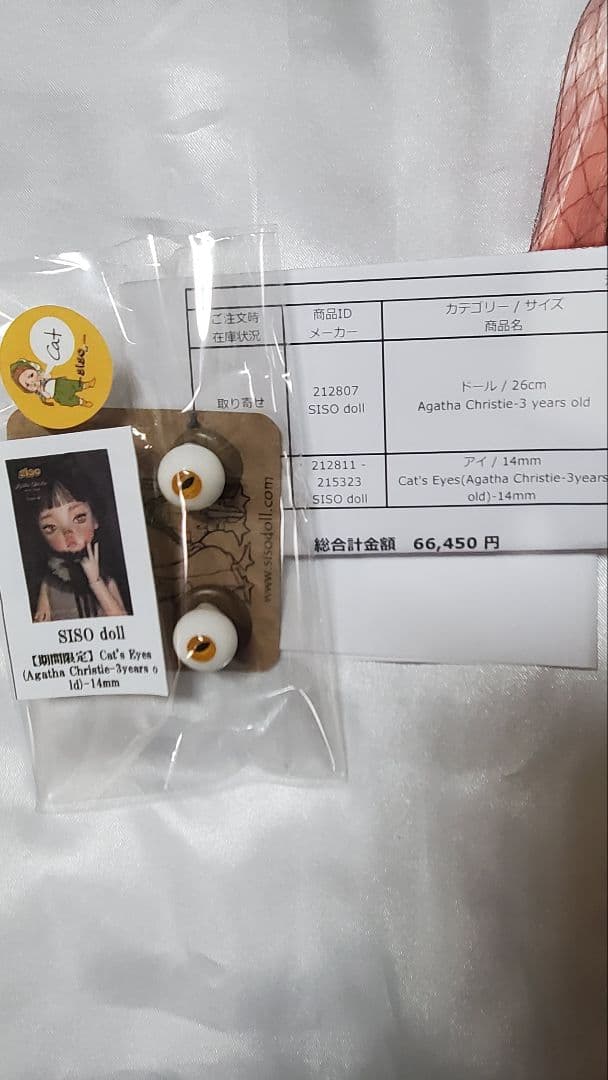 ご注文時
在庫状況
商品ID
メーカー
カテゴリー / サイズ
商品名
取り寄せ
212807
SISO doll
ドール / 26cm
Agatha Christie-3 years old
212811 -
215323
SISO doll
アイ / 14mm
Cat's Eyes(Agatha Christie-3years
old)-14mm
総合計金額 66,450 円
cat
siso
www.sisodoll.com
SISO doll
【期間限定】Cat's Eyes
(Agatha Christie-3years o
ld)-14mm